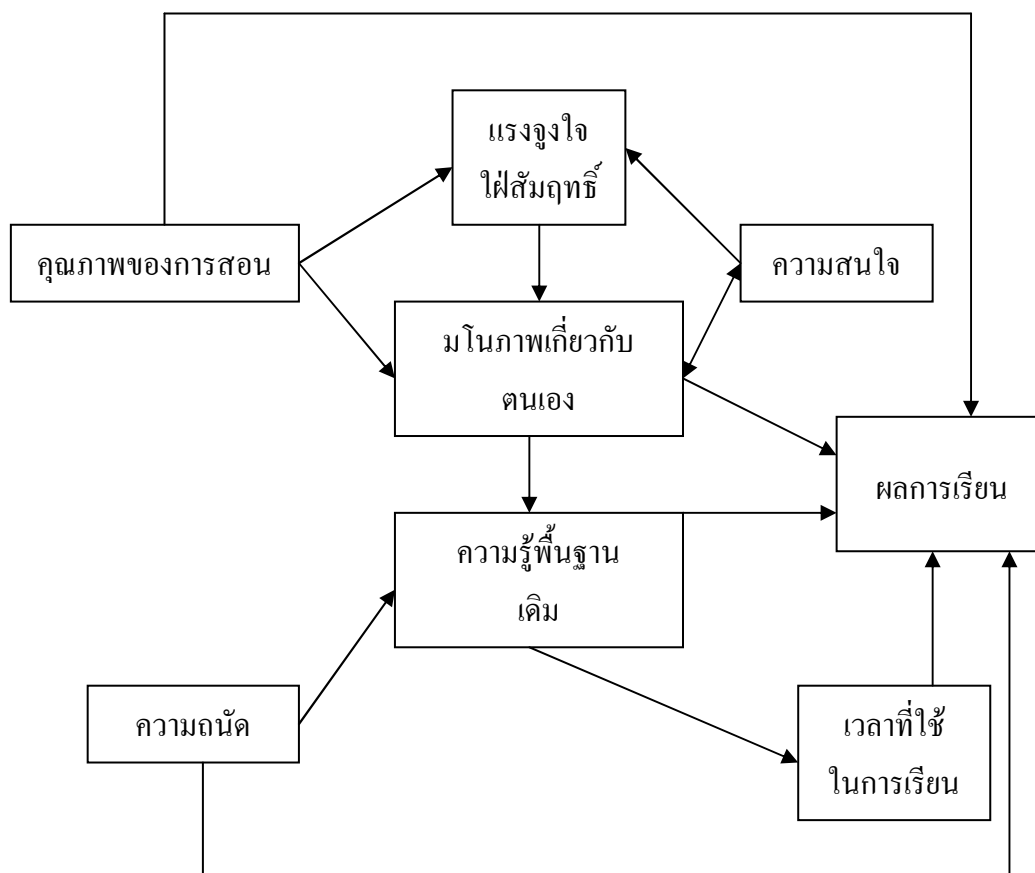 แรงจูงใจ
ใฝ่สัมฤทธิ์
คุณภาพของการสอน
ความสนใจ
มโนภาพเกี่ยวกับ
ตนเอง
ผลการเรียน
ความรู้พื้นฐาน
เดิม
ความถนัด
เวลาที่ใช้
ในการเรียน